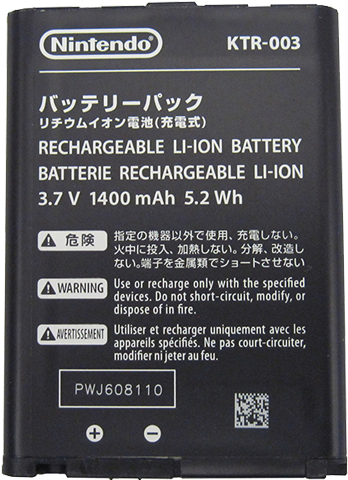 Nintendo KTR-003
バッテリーパック
リチウムイオン電池(充電式)
RECHARGEABLE LI-ION BATTERY
BATTERIE RECHARGEABLE LI-ION
3.7 V 1400 mAh 5.2 Wh
危険 指定の機器以外で使用、充電しない。
火中に投入、加熱しない。分解、改造し
ない。端子を金属類でショートさせない。
WARNING Use or recharge only with the specified
devices. Do not short-circuit, modify, or
dispose of in fire.
AVERTISSEMENT Utiliser et recharger uniquement avec les
appareils spécifiés. Ne pas court-circuiter,
modifier ni jeter au feu.
PWJ608110
+ −